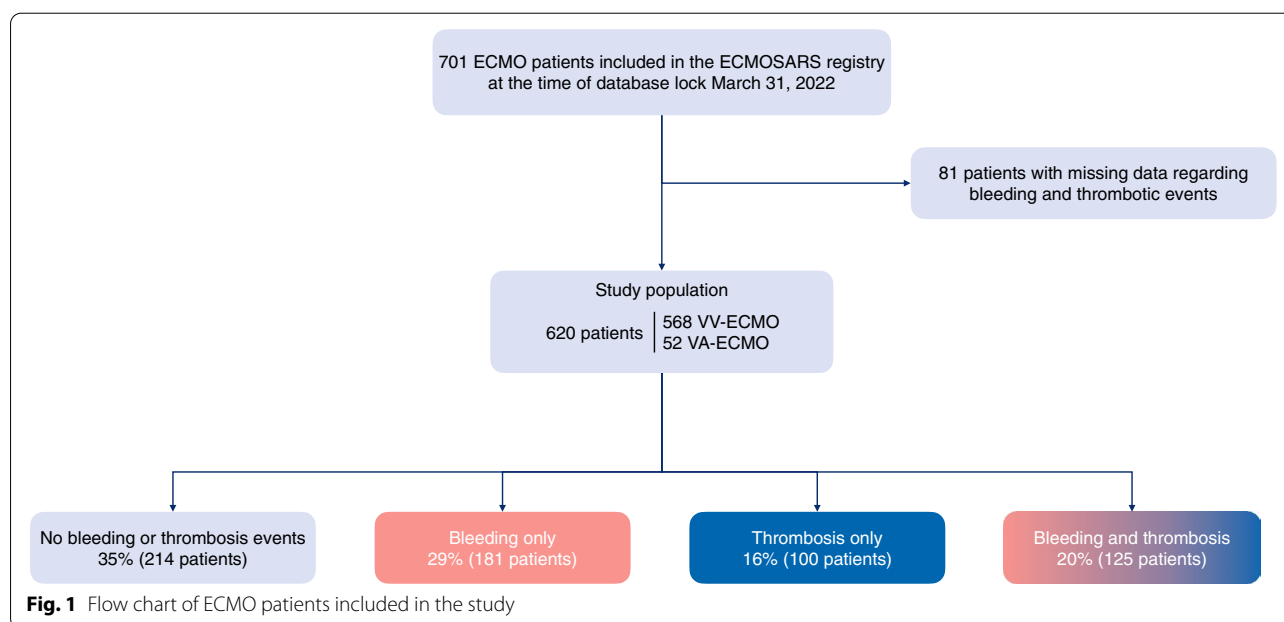 701 ECMO patients included in the ECMOSARS registry
at the time of database lock March 31, 2022
81 patients with missing data regarding
bleeding and thrombotic events
Study population
620 patients
568 VV-ECMO
52 VA-ECMO
No bleeding or thrombosis events
35% (214 patients)
Bleeding only
29% (181 patients)
Thrombosis only
16% (100 patients)
Bleeding and thrombosis
20% (125 patients)
Fig. 1 Flow chart of ECMO patients included in the study